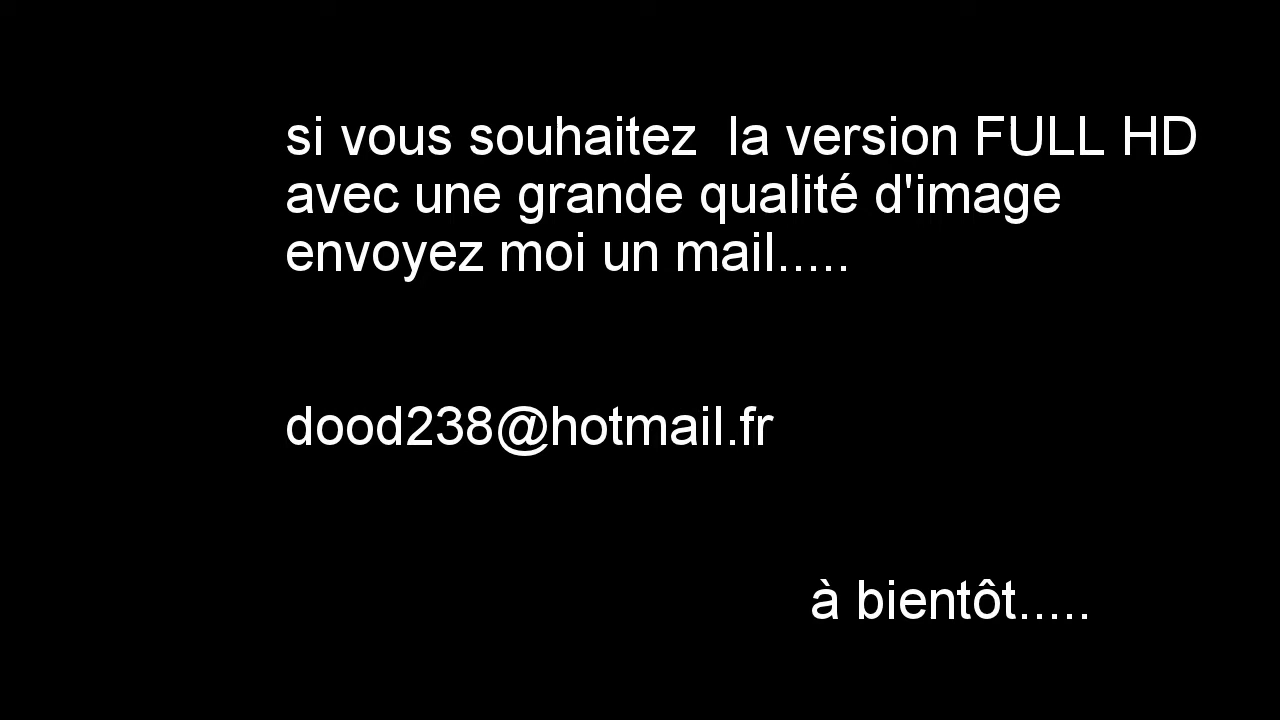 si vous souhaitez  la version FULL HD
avec une grande qualité d'image
envoyez moi un mail.....
dood238@hotmail.fr
à bientôt.....